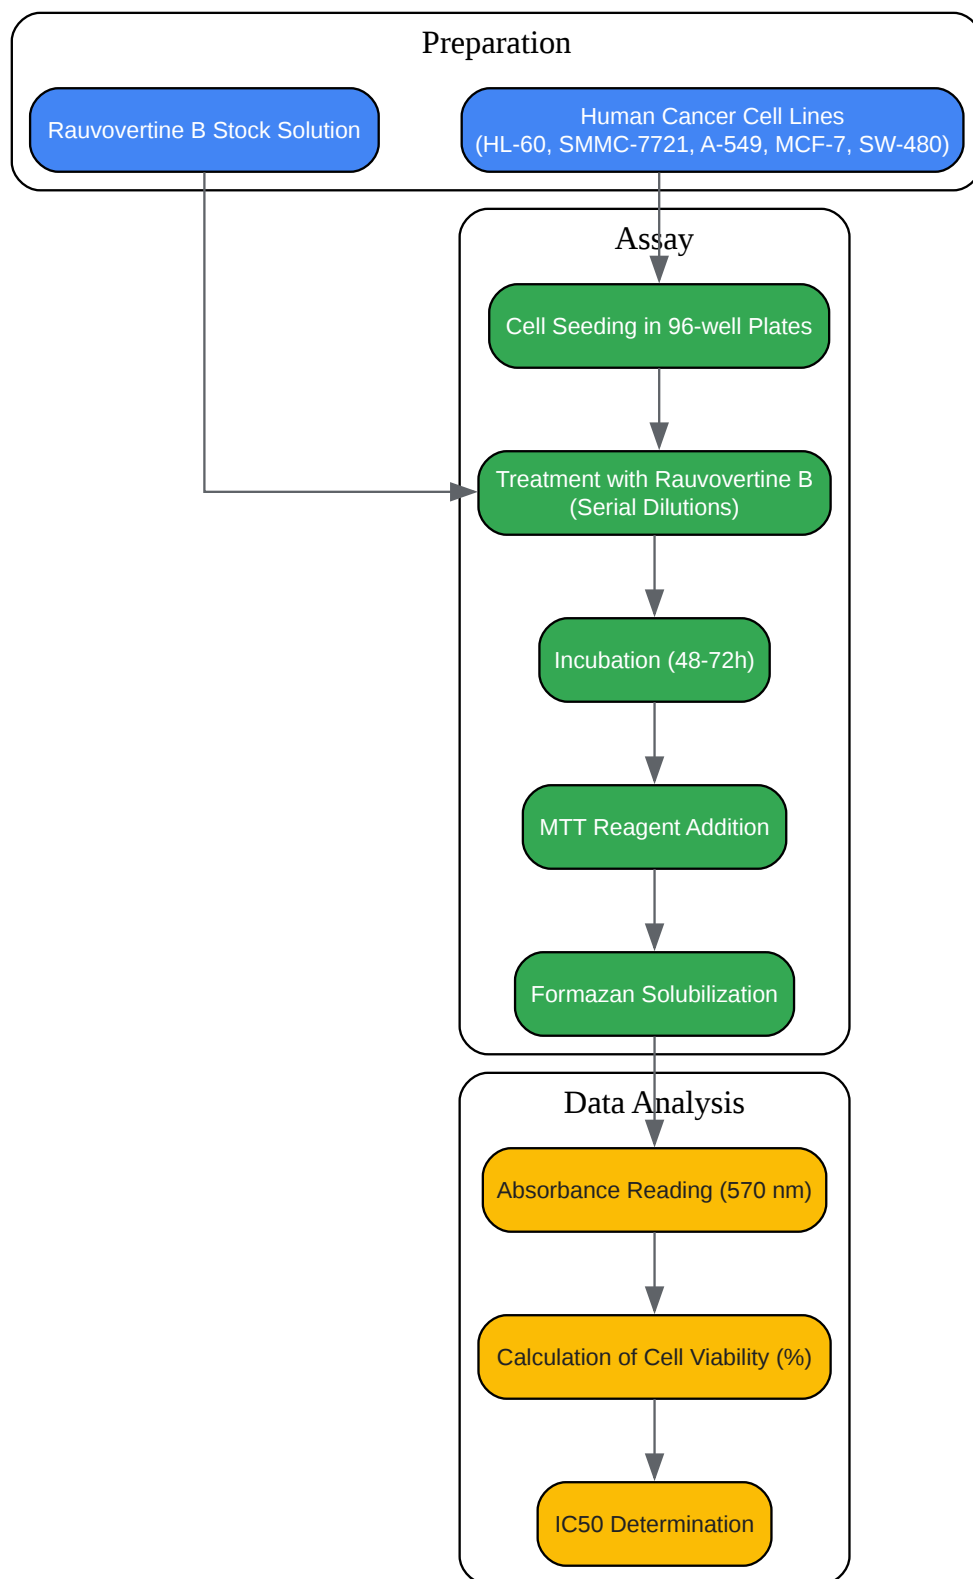 Preparation
Rauvovertine B Stock Solution
Human Cancer Cell Lines
(HL-60, SMMC-7721, A-549, MCF-7, SW-480)
Assay
Cell Seeding in 96-well Plates
Treatment with Rauvovertine B
(Serial Dilutions)
Incubation (48-72h)
MTT Reagent Addition
Formazan Solubilization
Data Analysis
Absorbance Reading (570 nm)
Calculation of Cell Viability (%)
IC50 Determination